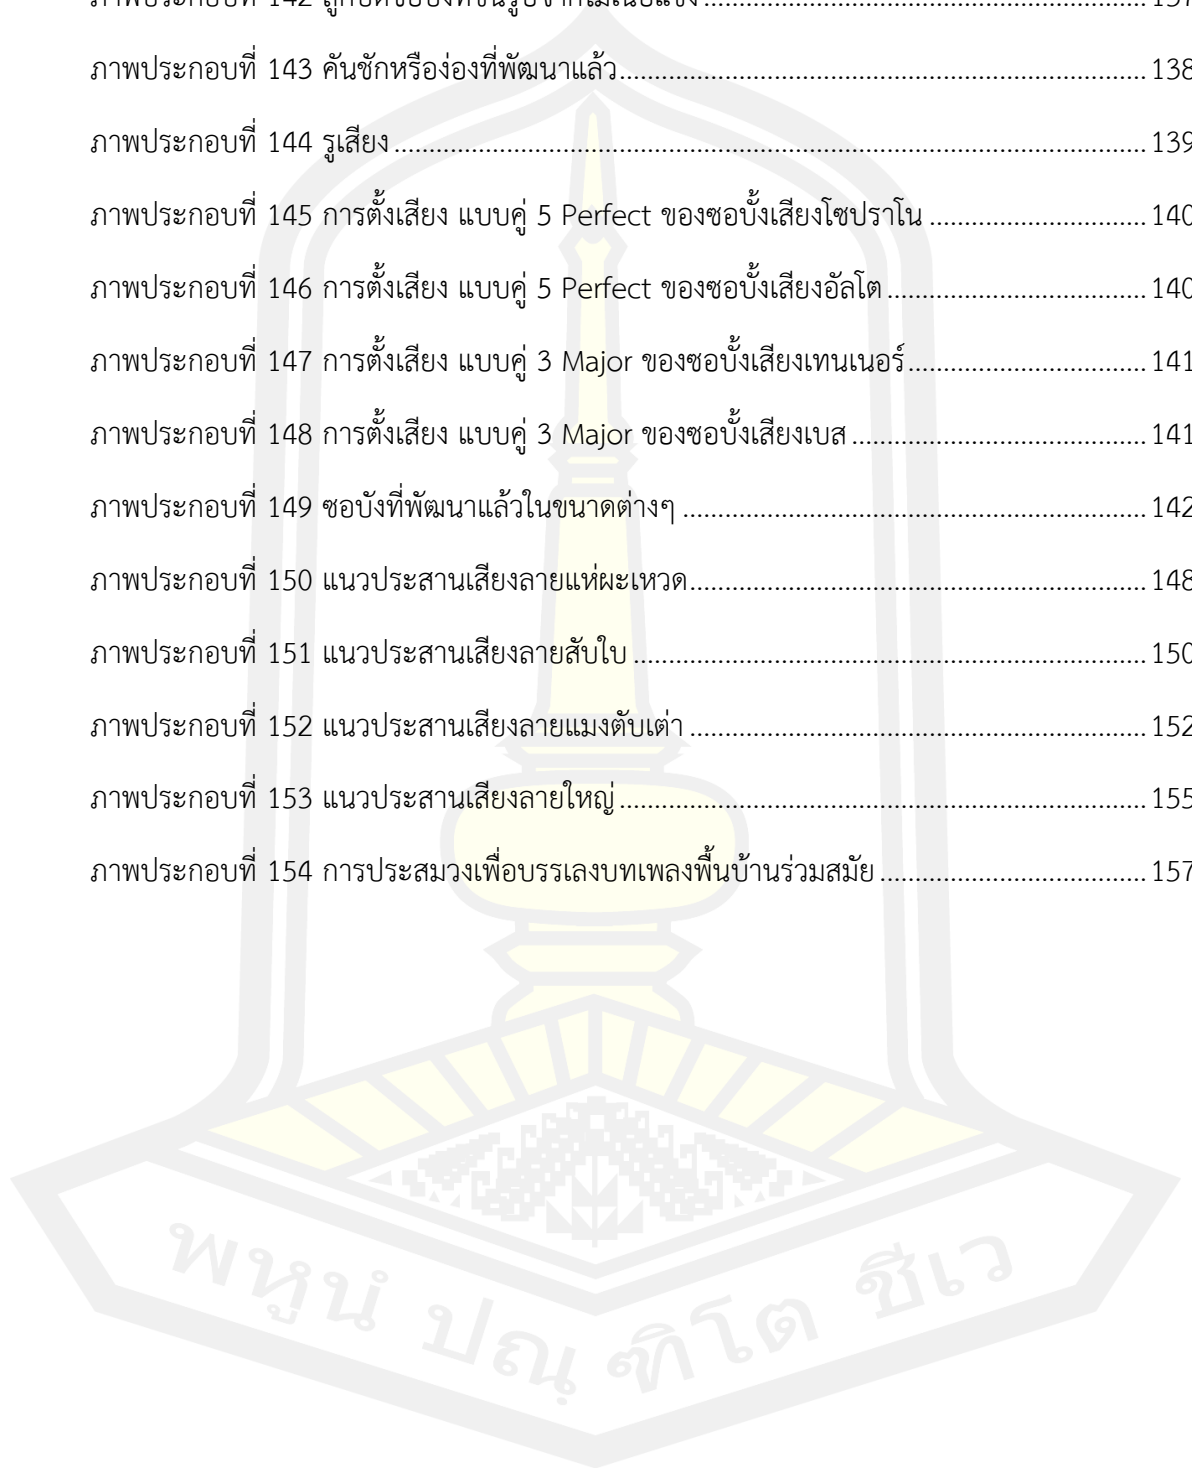 ภาพประกอบที่ 143 คันชักหรือง่องที่พัฒนาแล้ว.................................................. 138
ภาพประกอบที่ 144 รูเสียง.................................................. 139
ภาพประกอบที่ 145 การตั้งเสียง แบบคู่ 5 Perfect ของซอบั้งเสียงโซปราโน.................... 140
ภาพประกอบที่ 146 การตั้งเสียง แบบคู่ 5 Perfect ของซอบั้งเสียงอัลโต.................... 140
ภาพประกอบที่ 147 การตั้งเสียง แบบคู่ 3 Major ของซอบั้งเสียงเทนเนอร์.................... 141
ภาพประกอบที่ 148 การตั้งเสียง แบบคู่ 3 Major ของซอบั้งเสียงเบส.................... 141
ภาพประกอบที่ 149 ซอบังที่พัฒนาแล้วในขนาดต่างๆ.................................................. 142
ภาพประกอบที่ 150 แนวประสานเสียงลายแห่ผะเหวด.................................................. 148
ภาพประกอบที่ 151 แนวประสานเสียงลายสับใบ.................................................. 150
ภาพประกอบที่ 152 แนวประสานเสียงลายแมงตับเต่า.................................................. 152
ภาพประกอบที่ 153 แนวประสานเสียงลายใหญ่.................................................. 155
ภาพประกอบที่ 154 การประสมวงเพื่อบรรเลงบทเพลงพื้นบ้านร่วมสมัย.................... 157
พหูนํ ปณฺฑิโต ชีเว